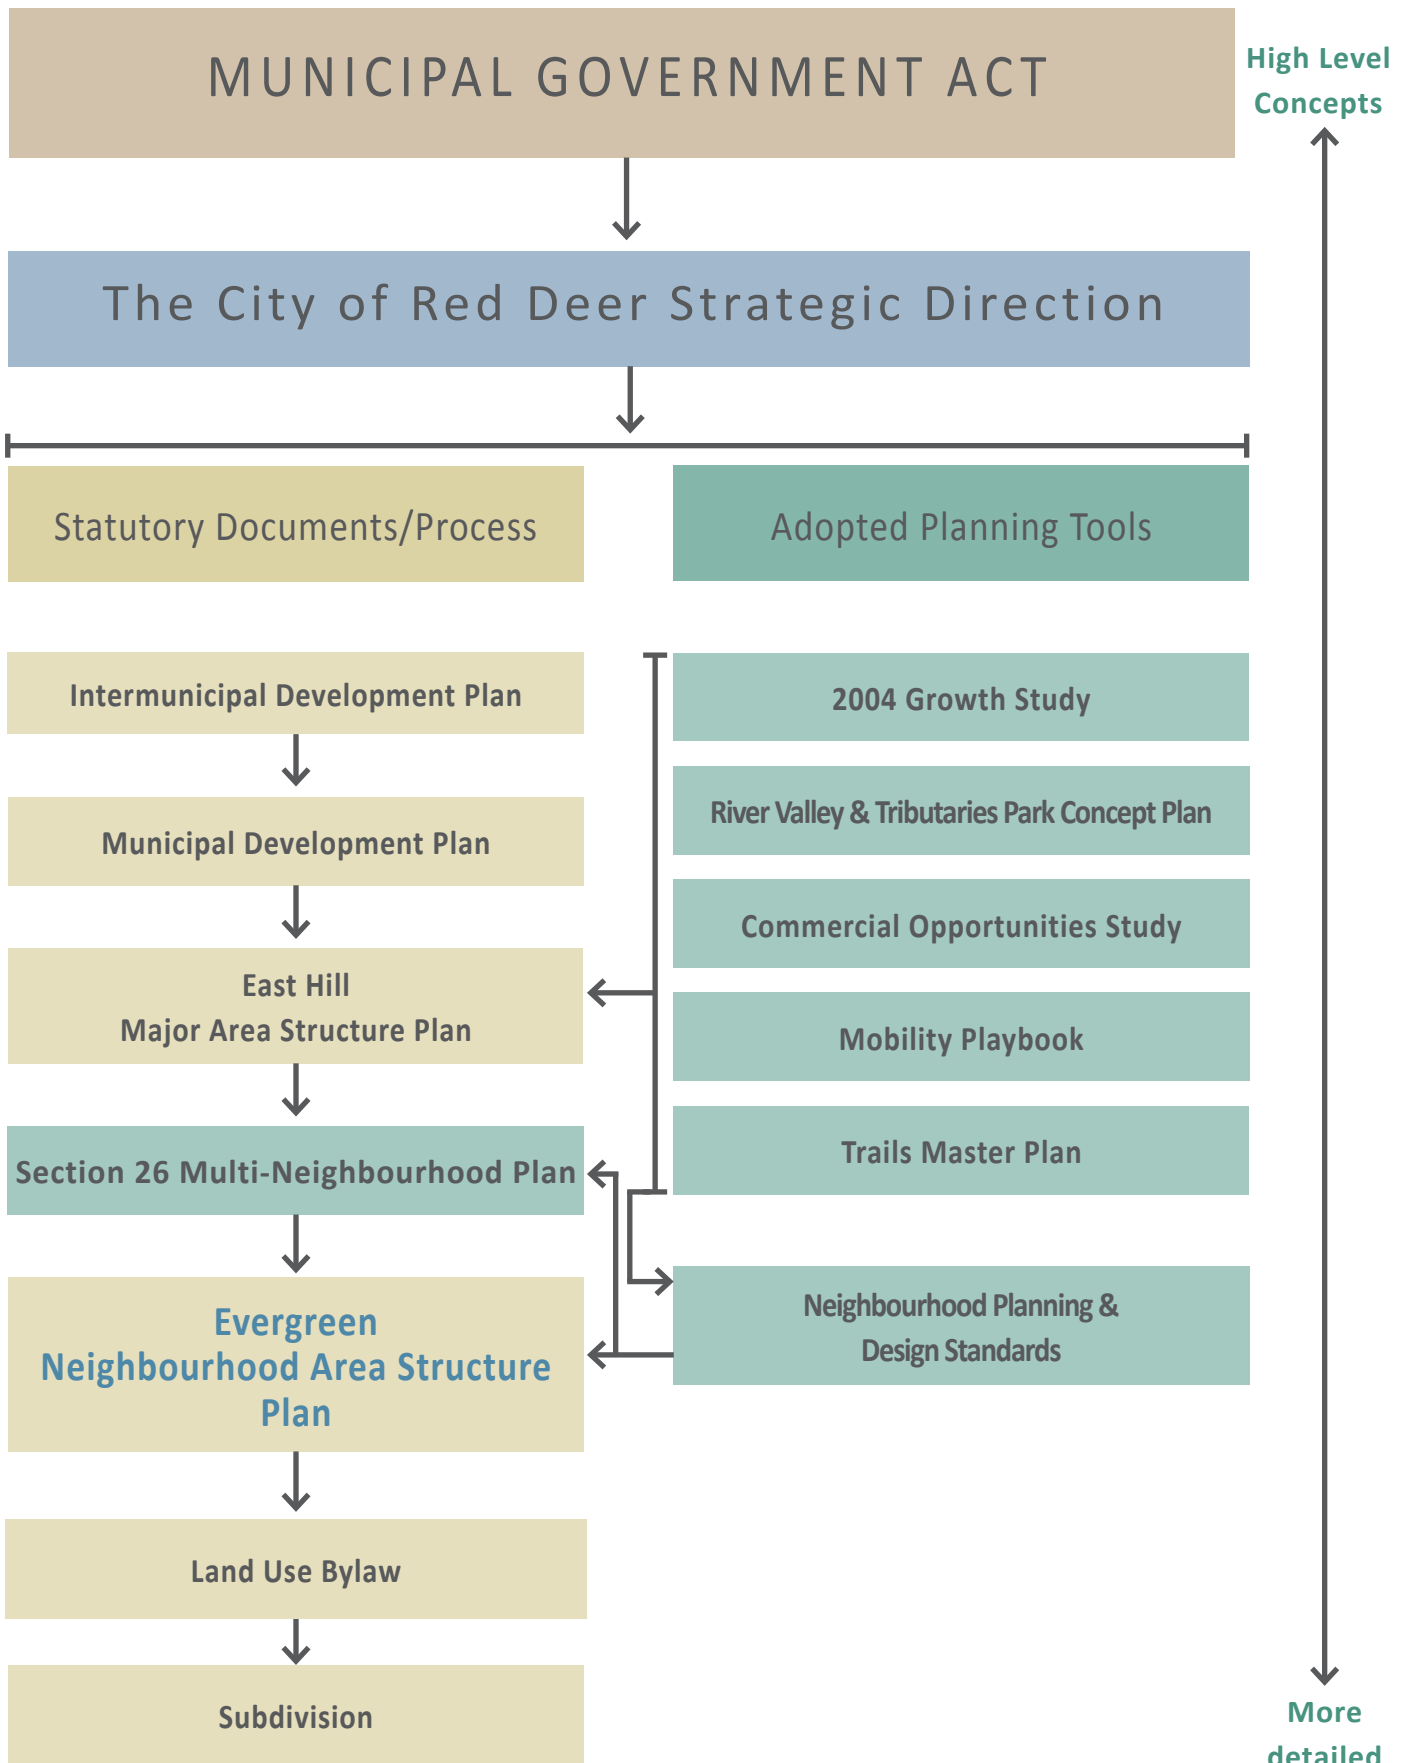 MUNICIPAL GOVERNMENT ACT
High Level
Concepts
The City of Red Deer Strategic Direction
Statutory Documents/Process
Adopted Planning Tools
Intermunicipal Development Plan
2004 Growth Study
River Valley & Tributaries Park Concept Plan
Municipal Development Plan
Commercial Opportunities Study
East Hill
Major Area Structure Plan
Mobility Playbook
Trails Master Plan
Section 26 Multi-Neighbourhood Plan
Neighbourhood Planning &
Design Standards
Evergreen
Neighbourhood Area Structure
Plan
Land Use Bylaw
Subdivision
More
detailed